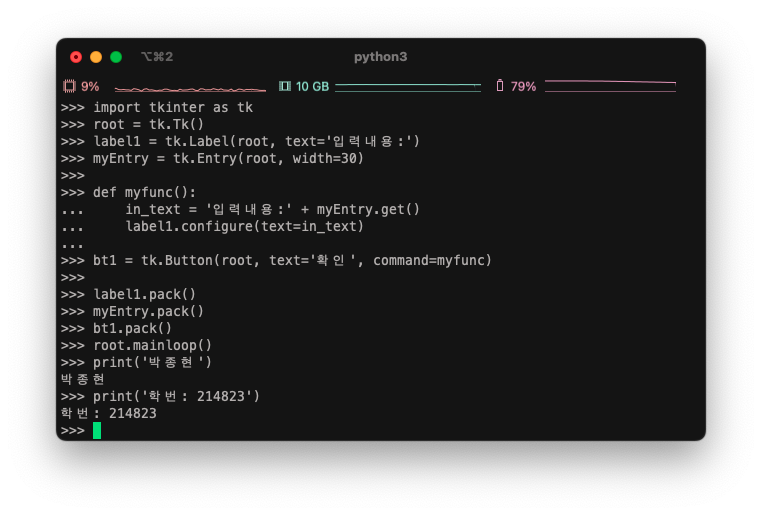 ⌥⌘2 python3
9% 10 GB 79%
>>> import tkinter as tk
>>> root = tk.Tk()
>>> label1 = tk.Label(root, text='입력내용:')
>>> myEntry = tk.Entry(root, width=30)
>>>
>>> def myfunc():
...     in_text = '입력내용:' + myEntry.get()
...     label1.configure(text=in_text)
...
>>> bt1 = tk.Button(root, text='확인', command=myfunc)
>>>
>>> label1.pack()
>>> myEntry.pack()
>>> bt1.pack()
>>> root.mainloop()
>>> print('박종현')
박종현
>>> print('학번: 214823')
학번: 214823
>>>